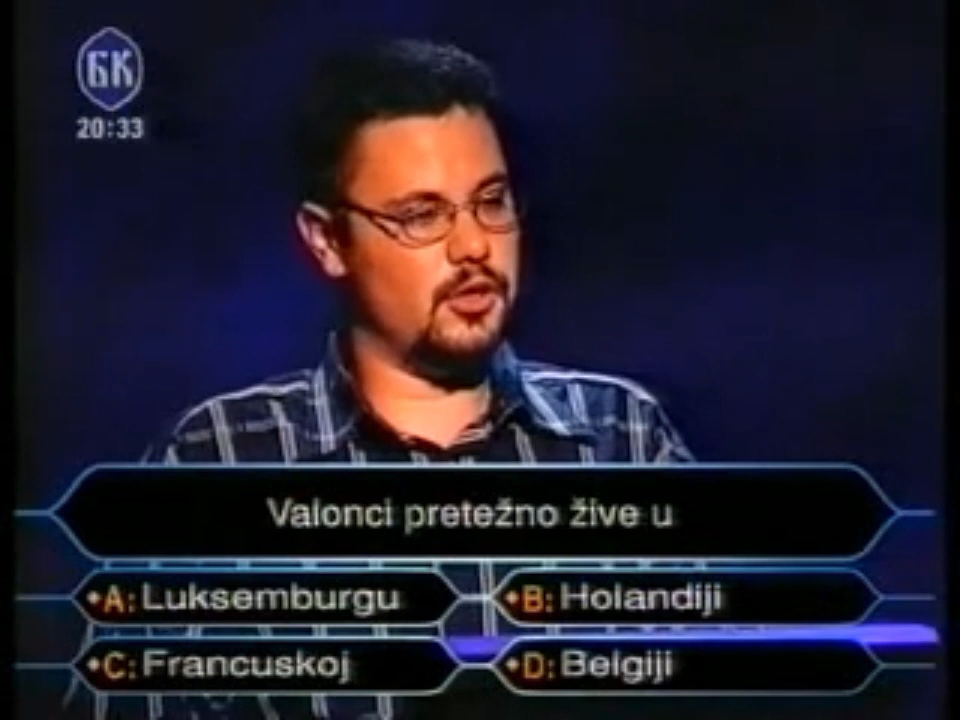 БК
20:33
Valonci pretežno žive u
A: Luksemburgu
B: Holandiji
C: Francuskoj
D: Belgiji